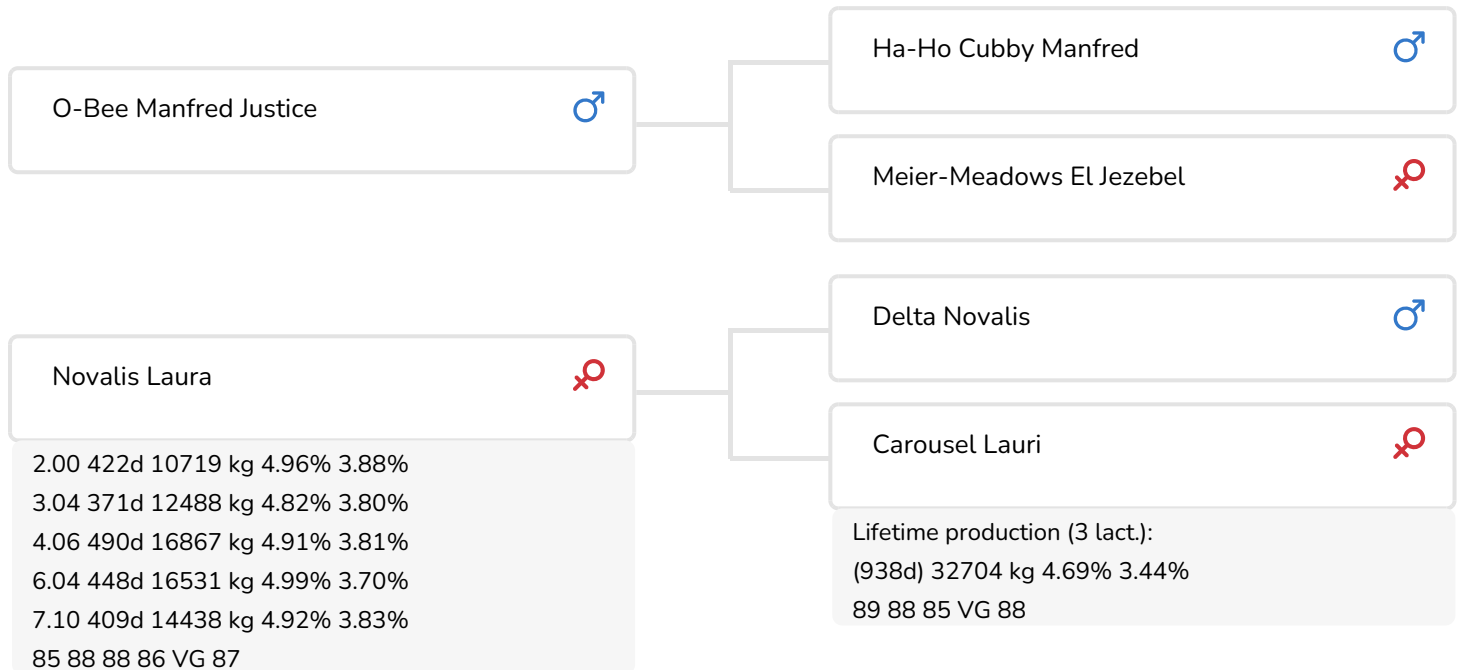 O-Bee Manfred Justice
Ha-Ho Cubby Manfred
Meier-Meadows El Jezebel
Novalis Laura
2.00 422d 10719 kg 4.96% 3.88%
3.04 371d 12488 kg 4.82% 3.80%
4.06 490d 16867 kg 4.91% 3.81%
6.04 448d 16531 kg 4.99% 3.70%
7.10 409d 14438 kg 4.92% 3.83%
85 88 88 86 VG 87
Delta Novalis
Carousel Lauri
Lifetime production (3 lact.):
(938d) 32704 kg 4.69% 3.44%
89 88 85 VG 88